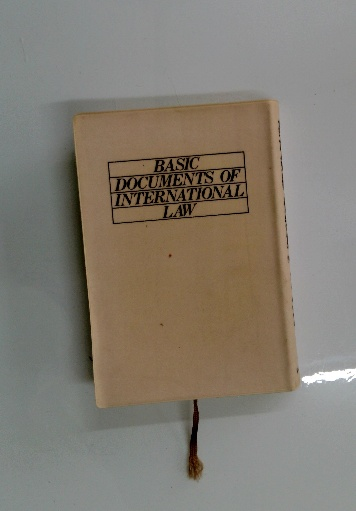 BASIC
DOCUMENTS OF
INTERNATIONAL
LAW